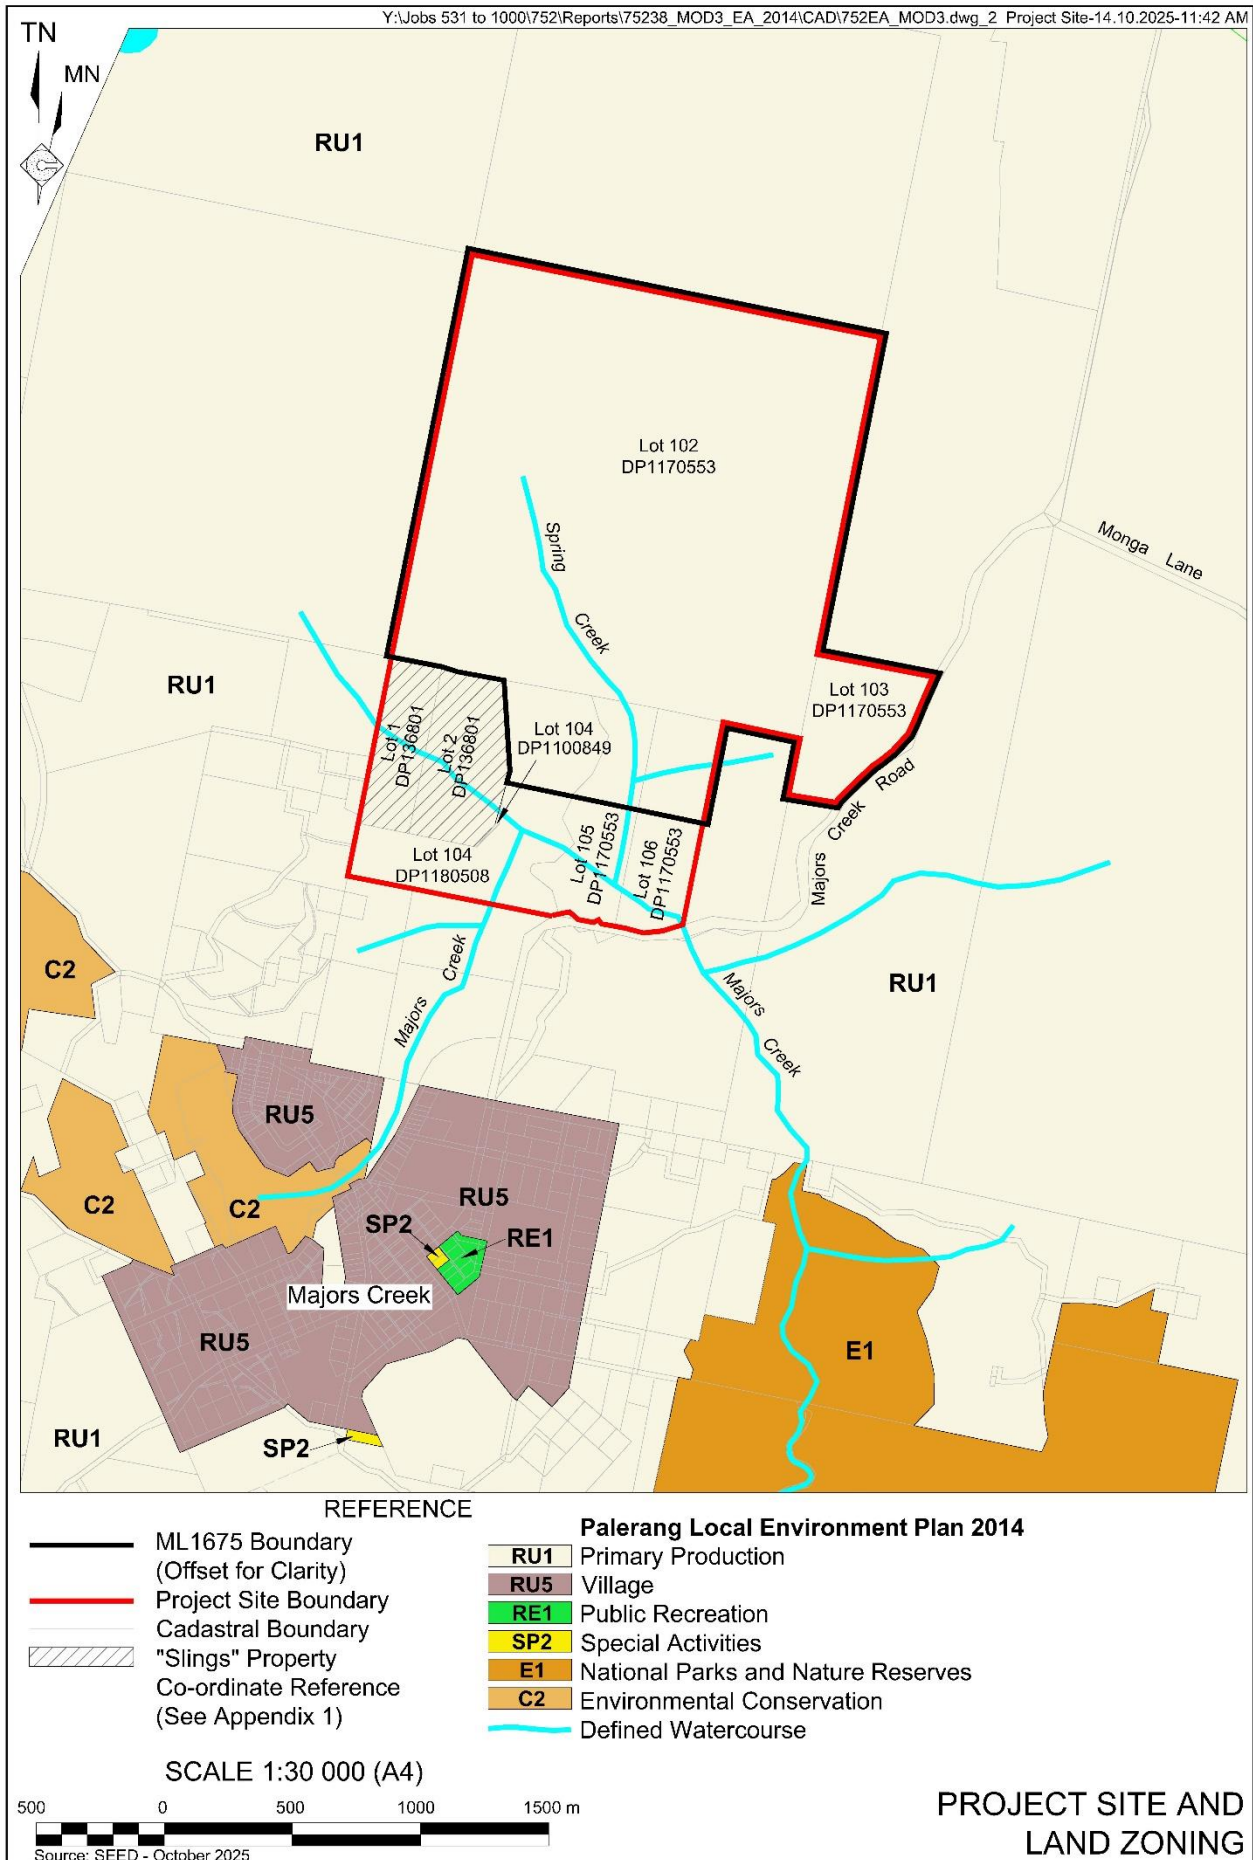 Y:\Jobs 531 to 1000\752\Reports\75238_MOD3_EA_2014\CAD\752EA_MOD3.dwg_2 Project Site-14.10.2025-11:42 AM
TN
MN
RU1
Lot 102
DP1170553
Spring
Creek
Monga Lane
RU1
Lot 103
DP1170553
Lot 1
DP136801
Lot 2
DP136801
Lot 104
DP1100849
Majors Creek Road
Lot 105
DP1170553
Lot 106
DP1170553
Lot 104
DP1180508
C2
Majors Creek
Majors
Creek
RU1
RU5
C2
C2
RU5
SP2
RE1
Majors Creek
RU5
E1
RU1
SP2
REFERENCE
ML1675 Boundary
(Offset for Clarity)
Project Site Boundary
Cadastral Boundary
"Slings" Property
Co-ordinate Reference
(See Appendix 1)
Palerang Local Environment Plan 2014
RU1 Primary Production
RU5 Village
RE1 Public Recreation
SP2 Special Activities
E1 National Parks and Nature Reserves
C2 Environmental Conservation
Defined Watercourse
SCALE 1:30 000 (A4)
500 0 500 1000 1500 m
Source: SEED - October 2025
PROJECT SITE AND
LAND ZONING